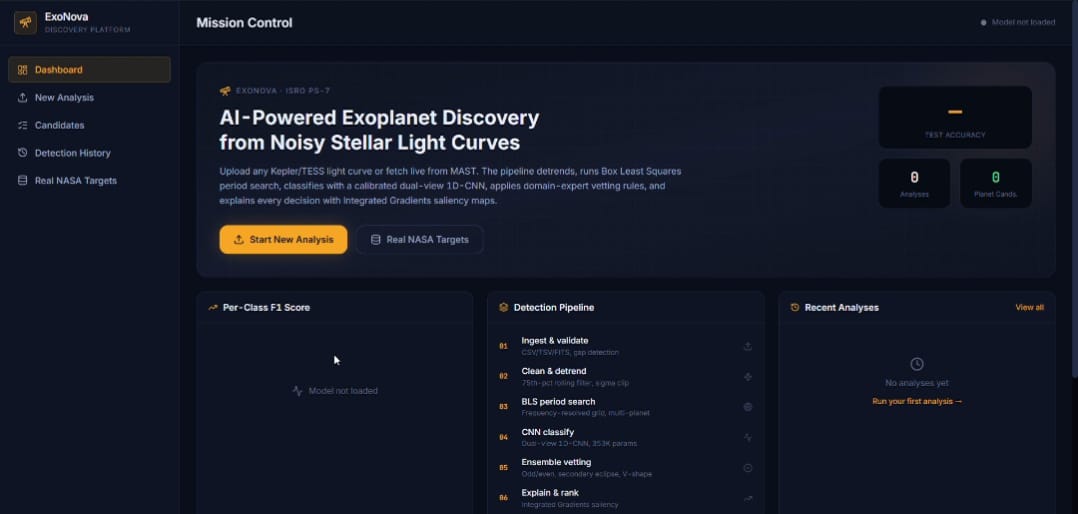 ExoNova
DISCOVERY PLATFORM
Dashboard
New Analysis
Candidates
Detection History
Real NASA Targets
Mission Control
Model not loaded
EXONOVA · ISRO PS-7
AI-Powered Exoplanet Discovery
from Noisy Stellar Light Curves
Upload any Kepler/TESS light curve or fetch live from MAST. The pipeline detrends, runs Box Least Squares
period search, classifies with a calibrated dual-view 1D-CNN, applies domain-expert vetting rules, and
explains every decision with Integrated Gradients saliency maps.
Start New Analysis
Real NASA Targets
—
TEST ACCURACY
0
Analyses
0
Planet Cands.
Per-Class F1 Score
Model not loaded
Detection Pipeline
01
Ingest & validate
CSV/TSV/FITS, gap detection
02
Clean & detrend
75th-pct rolling filter, sigma clip
03
BLS period search
Frequency-resolved grid, multi-planet
04
CNN classify
Dual-view 1D-CNN, 353K params
05
Ensemble vetting
Odd/even, secondary eclipse, V-shape
06
Explain & rank
Integrated Gradients saliency
Recent Analyses
View all
No analyses yet
Run your first analysis →